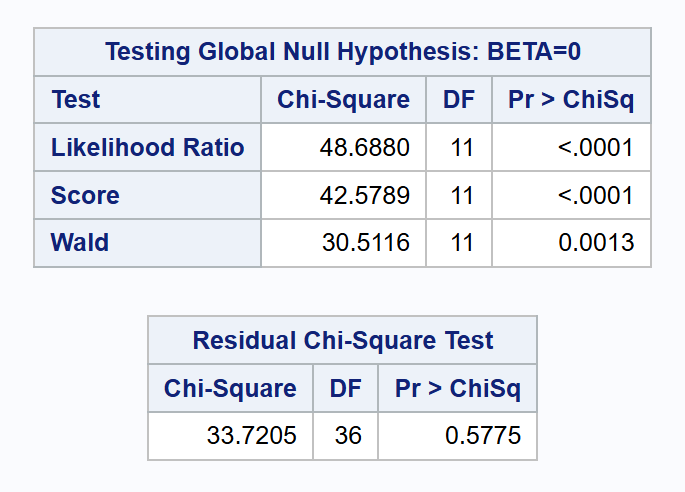 Testing Global Null Hypothesis: BETA=0
Test Chi-Square DF Pr > ChiSq
Likelihood Ratio 48.6880 11 <.0001
Score 42.5789 11 <.0001
Wald 30.5116 11 0.0013
Residual Chi-Square Test
Chi-Square DF Pr > ChiSq
33.7205 36 0.5775